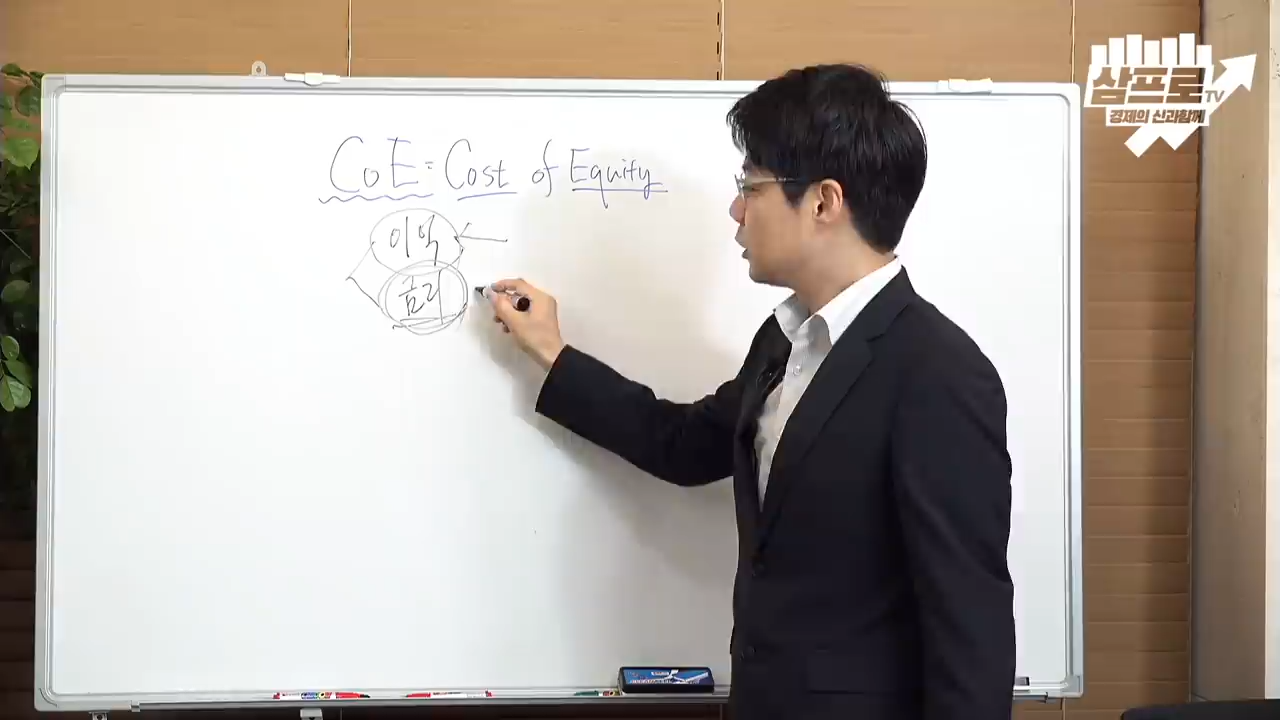 CoE = Cost of Equity
이익
금리
삼프로TV
경제의 신과함께